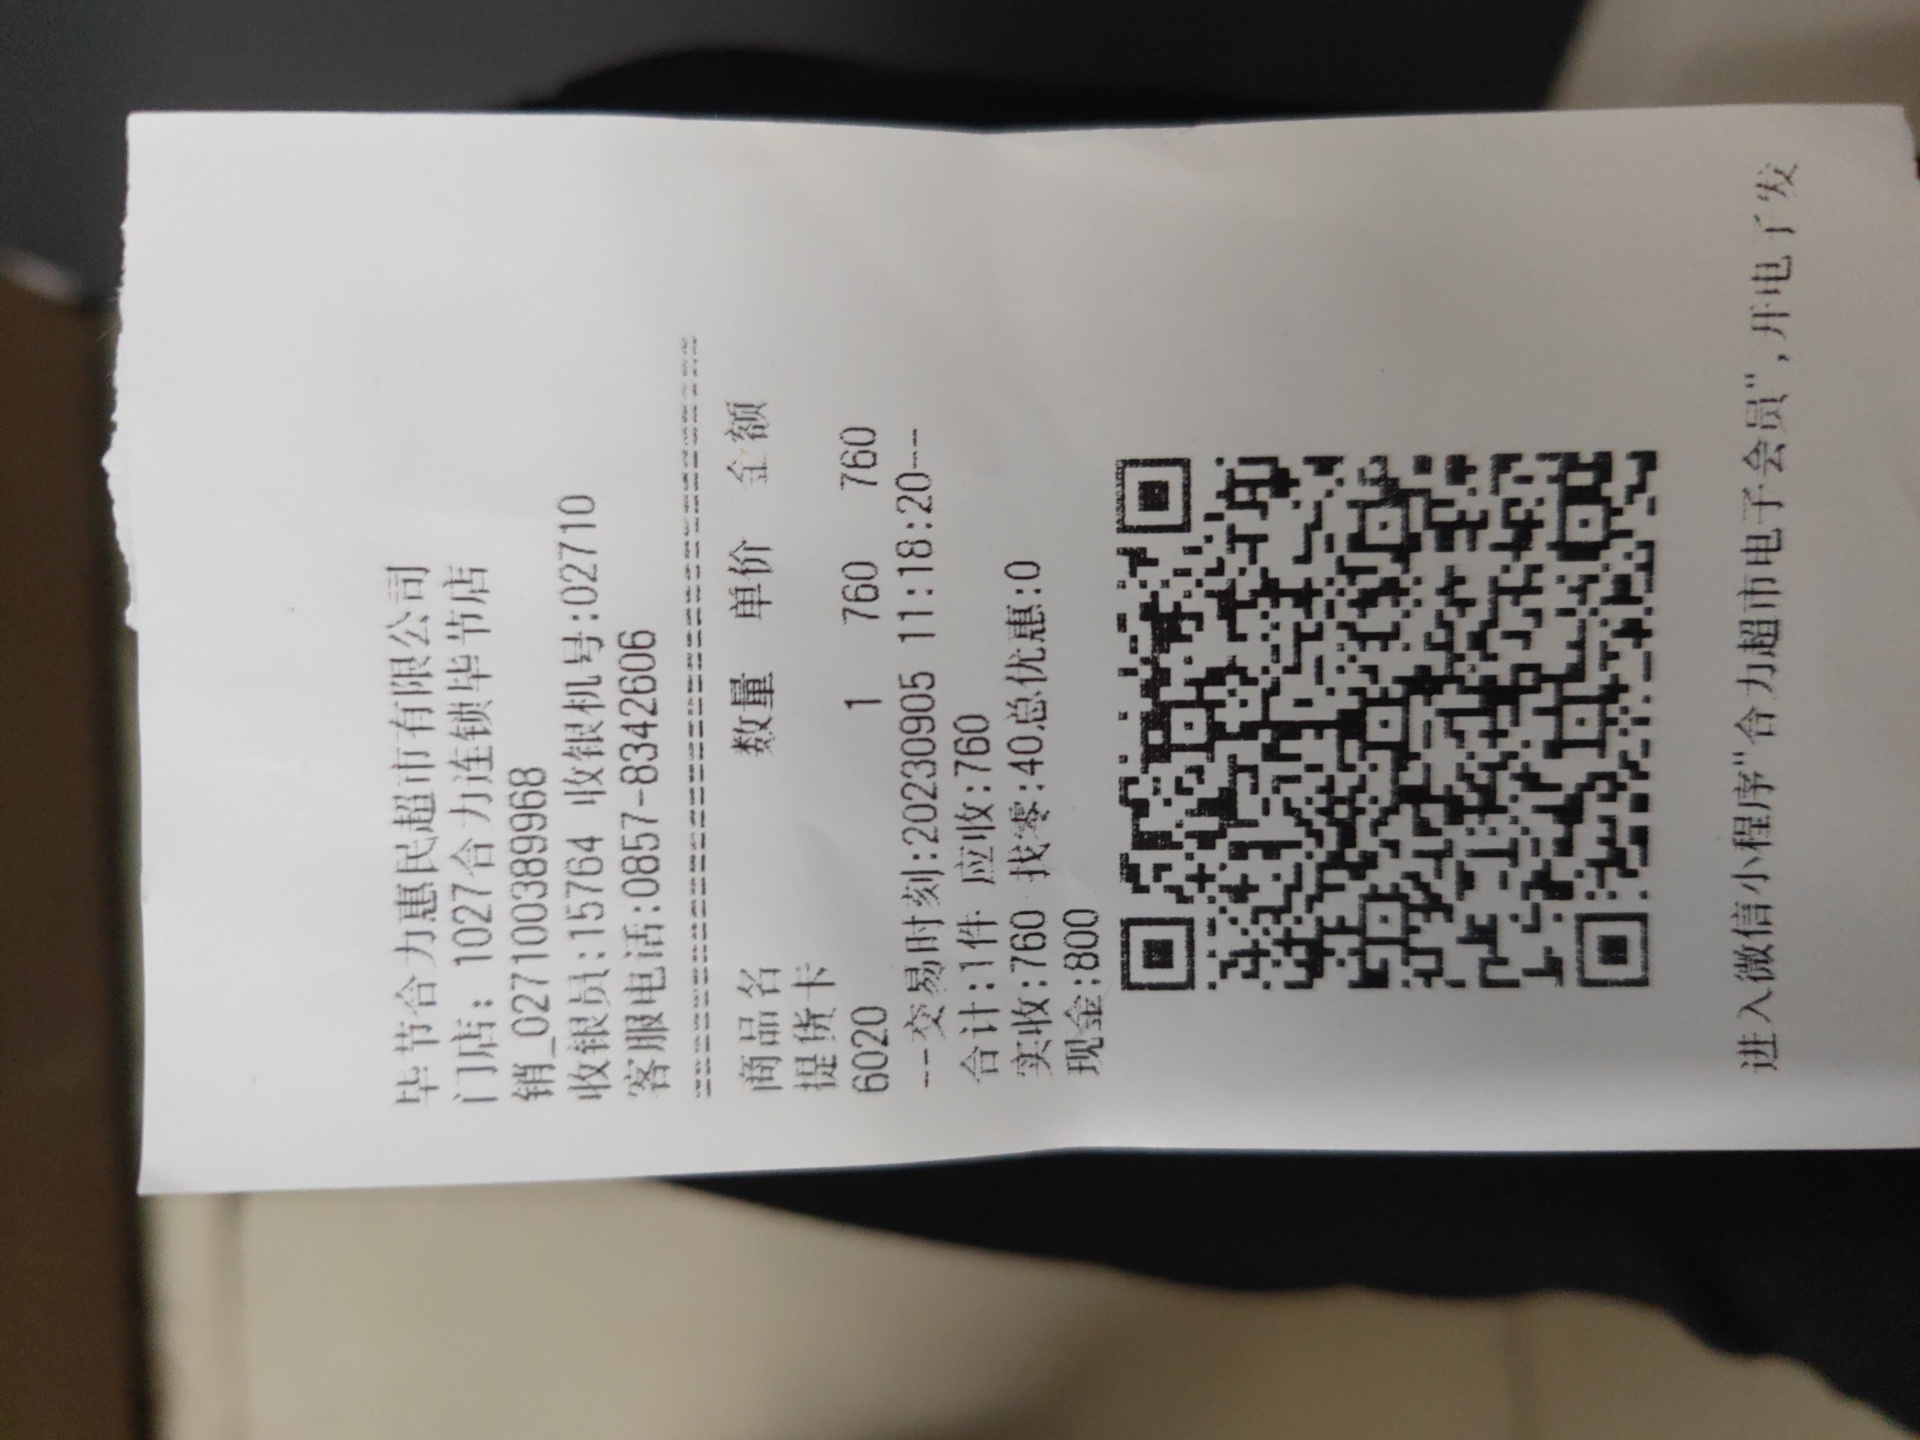 毕节合力惠民超市有限公司
门店：1027合力连锁毕节店
销_0271003899​68
收银员:15764 收银机号:02710
客服电话:0857-8342606
================================
商品名 数量 单价 金额
提货卡
6020 1 760 760
--交易时刻:20230905 11:18:20--
合计:1件 应收:760
实收:760 找零:40总优惠:0
现金:800
进入微信小程序"合力超市电子会员",开电子发